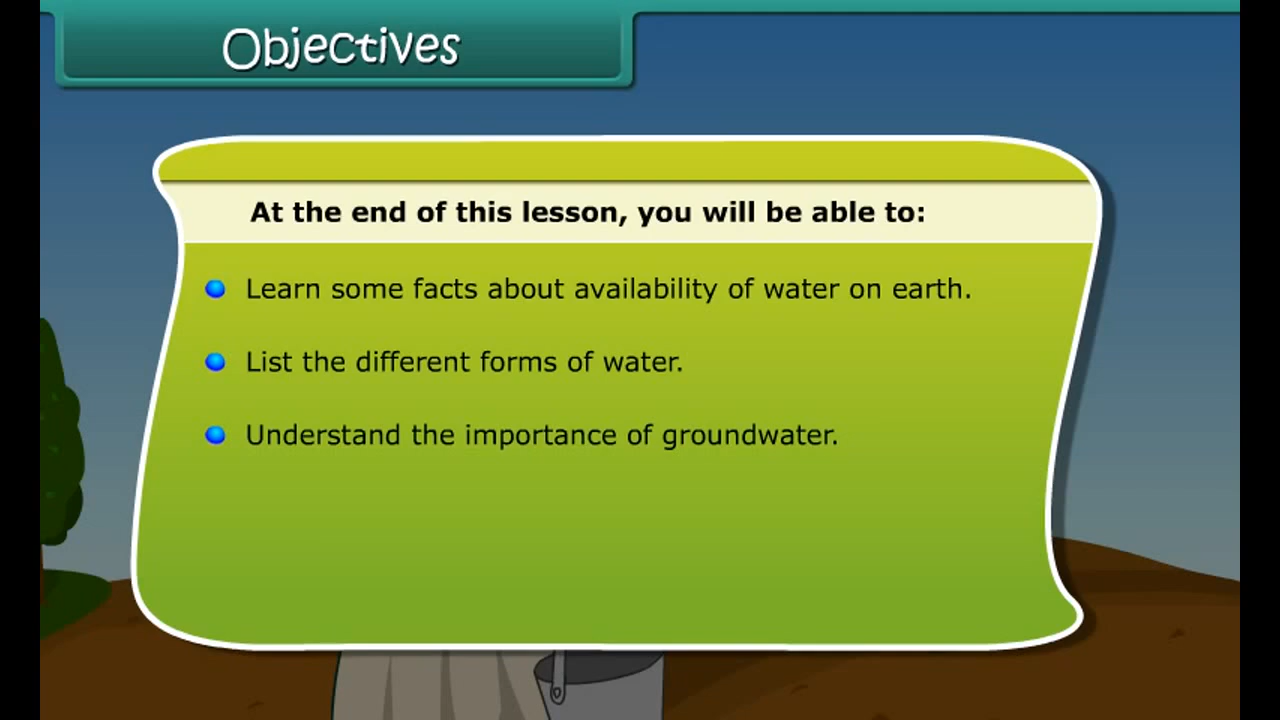 Objectives
At the end of this lesson, you will be able to:
Learn some facts about availability of water on earth.
List the different forms of water.
Understand the importance of groundwater.